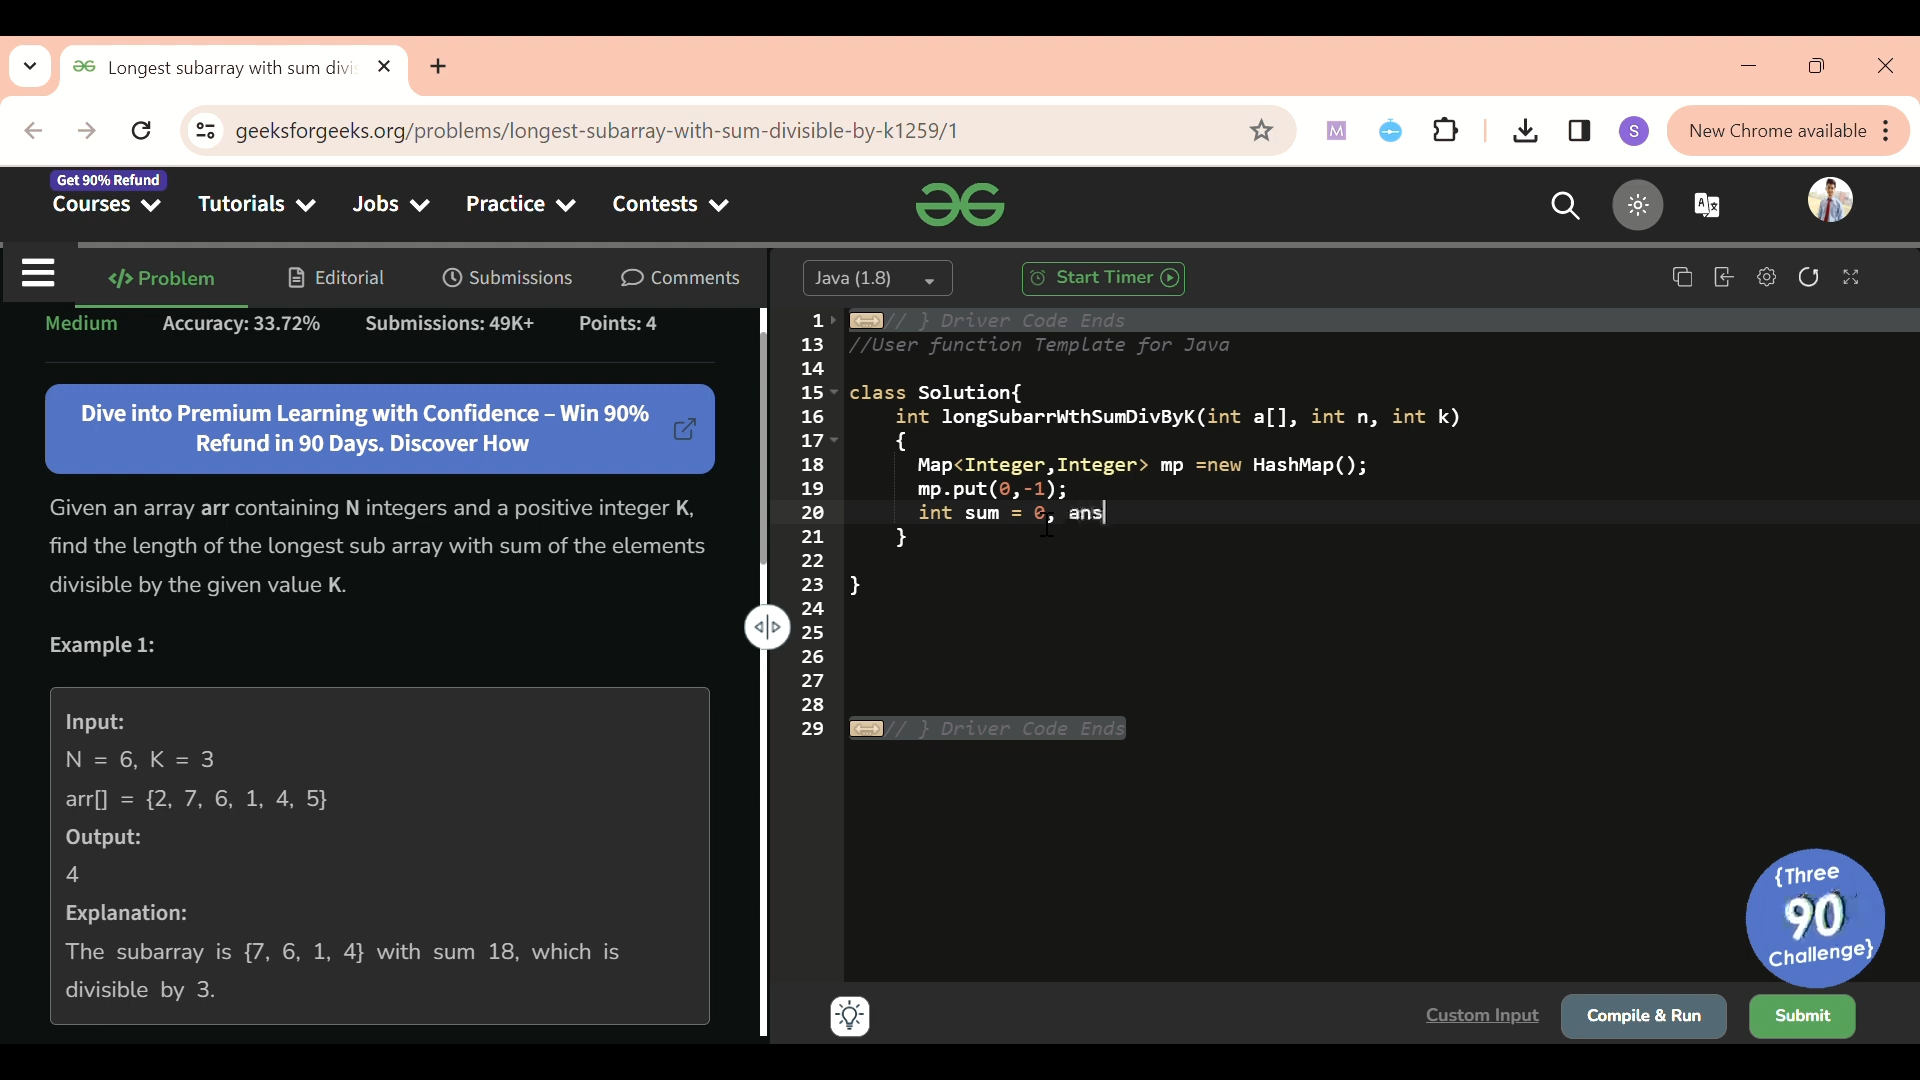 Longest subarray with sum divis
geeksforgeeks.org/problems/longest-subarray-with-sum-divisible-by-k1259/1
M
S
New Chrome available
Get 90% Refund
Courses
Tutorials
Jobs
Practice
Contests
</> Problem
Editorial
Submissions
Comments
Java (1.8)
Start Timer
Medium
Accuracy: 33.72%
Submissions: 49K+
Points: 4
Dive into Premium Learning with Confidence – Win 90%
Refund in 90 Days. Discover How
Given an array arr containing N integers and a positive integer K,
find the length of the longest sub array with sum of the elements
divisible by the given value K.
Example 1:
Input:
N = 6, K = 3
arr[] = {2, 7, 6, 1, 4, 5}
Output:
4
Explanation:
The subarray is {7, 6, 1, 4} with sum 18, which is
divisible by 3.
1 // } Driver Code Ends
13 //User function Template for Java
14
15 class Solution{
16 int longSubarrWthSumDivByK(int a[], int n, int k)
17 {
18 Map<Integer,Integer> mp =new HashMap();
19 mp.put(0,-1);
20 int sum = 0, ans
21 }
22
23 }
24
25
26
27
28
29 // } Driver Code Ends
{Three
90
Challenge}
Custom Input
Compile & Run
Submit